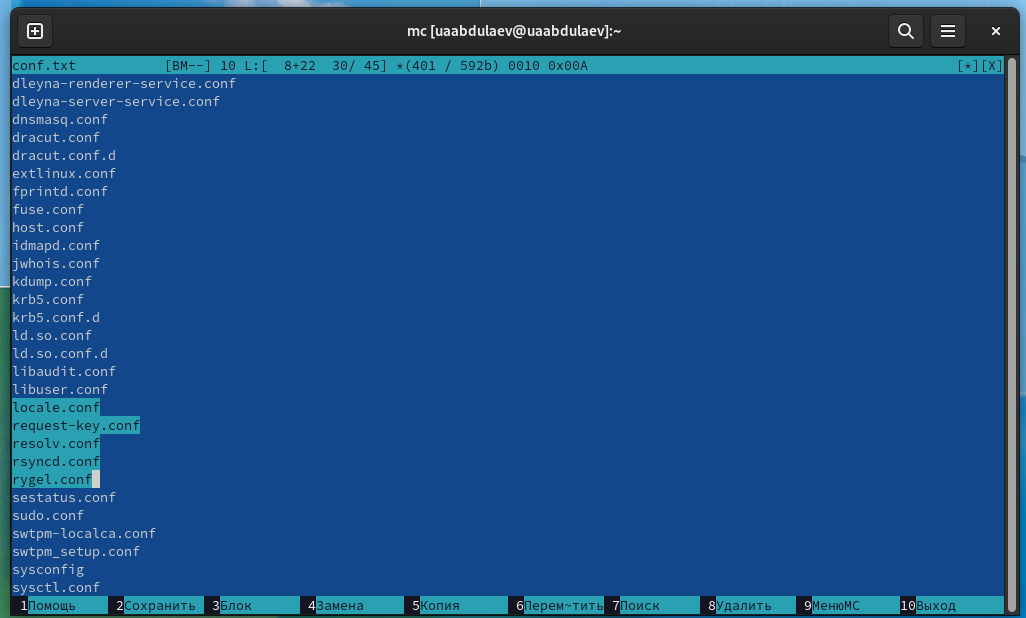 mc [uaabdulaev@uaabdulaev]:~
conf.txt [BM--] 10 L:[ 8+22 30/ 45] *(401 / 592b) 0010 0x00A [*][X]
dleyna-renderer-service.conf
dleyna-server-service.conf
dnsmasq.conf
dracut.conf
dracut.conf.d
extlinux.conf
fprintd.conf
fuse.conf
host.conf
idmapd.conf
jwhois.conf
kdump.conf
krb5.conf
krb5.conf.d
ld.so.conf
ld.so.conf.d
libaudit.conf
libuser.conf
locale.conf
request-key.conf
resolv.conf
rsyncd.conf
rygel.conf
sestatus.conf
sudo.conf
swtpm-localca.conf
swtpm_setup.conf
sysconfig
sysctl.conf
1Помощь 2Сохранить 3Блок 4Замена 5Копия 6Перем~тить 7Поиск 8Удалить 9МенюMC 10Выход